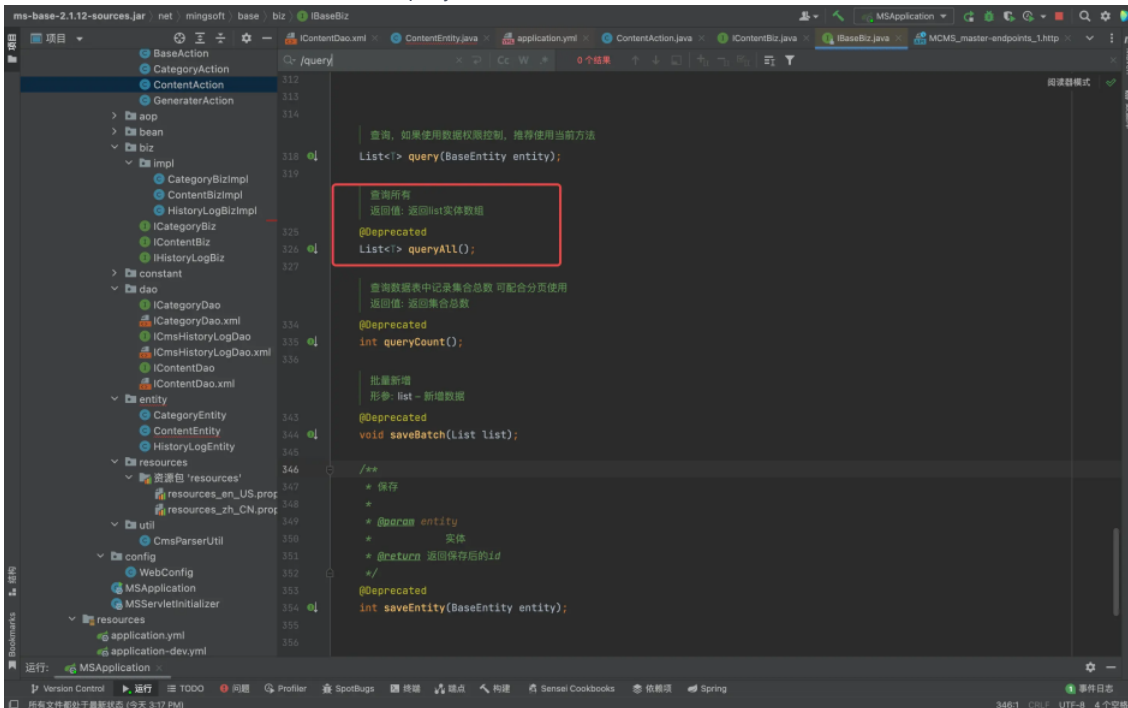 ms-base-2.1.12-sources.jar › net › mingsoft › base › biz › IBaseBiz
MSApplication
项目
IContentDao.xml
ContentEntity.java
application.yml
ContentAction.java
IContentBiz.java
IBaseBiz.java
MCMS_master-endpoints_1.http
/query
Cc
W
.*
0 个结果
阅读器模式
BaseAction
CategoryAction
ContentAction
GeneraterAction
aop
bean
biz
impl
CategoryBizImpl
ContentBizImpl
HistoryLogBizImpl
ICategoryBiz
IContentBiz
IHistoryLogBiz
constant
dao
ICategoryDao
ICategoryDao.xml
ICmsHistoryLogDao
ICmsHistoryLogDao.xml
IContentDao
IContentDao.xml
entity
CategoryEntity
ContentEntity
HistoryLogEntity
resources
资源包 'resources'
resources_en_US.prop
resources_zh_CN.prop
util
CmsParserUtil
config
WebConfig
MSApplication
MSServletInitializer
resources
application.yml
application-dev.yml
312
313
314
查询, 如果使用数据权限控制, 推荐使用当前方法
318 List<T> query(BaseEntity entity);
319
查询所有
返回值: 返回list实体数组
325 @Deprecated
326 List<T> queryAll();
327
查询数据表中记录集合总数 可配合分页使用
返回值: 返回集合总数
334 @Deprecated
335 int queryCount();
336
批量新增
形参: list – 新增数据
343 @Deprecated
344 void saveBatch(List list);
345
346 /**
347 * 保存
348 *
349 * @param entity
350 * 实体
351 * @return 返回保存后的id
352 */
353 @Deprecated
354 int saveEntity(BaseEntity entity);
355
356
结构
Bookmarks
运行: MSApplication
Version Control
运行
TODO
问题
Profiler
SpotBugs
终端
端点
构建
Sensei Cookbooks
依赖项
Spring
1 事件日志
所有文件都处于最新状态 (今天 3:17 PM)
346:1 CRLF UTF-8 4 个空格